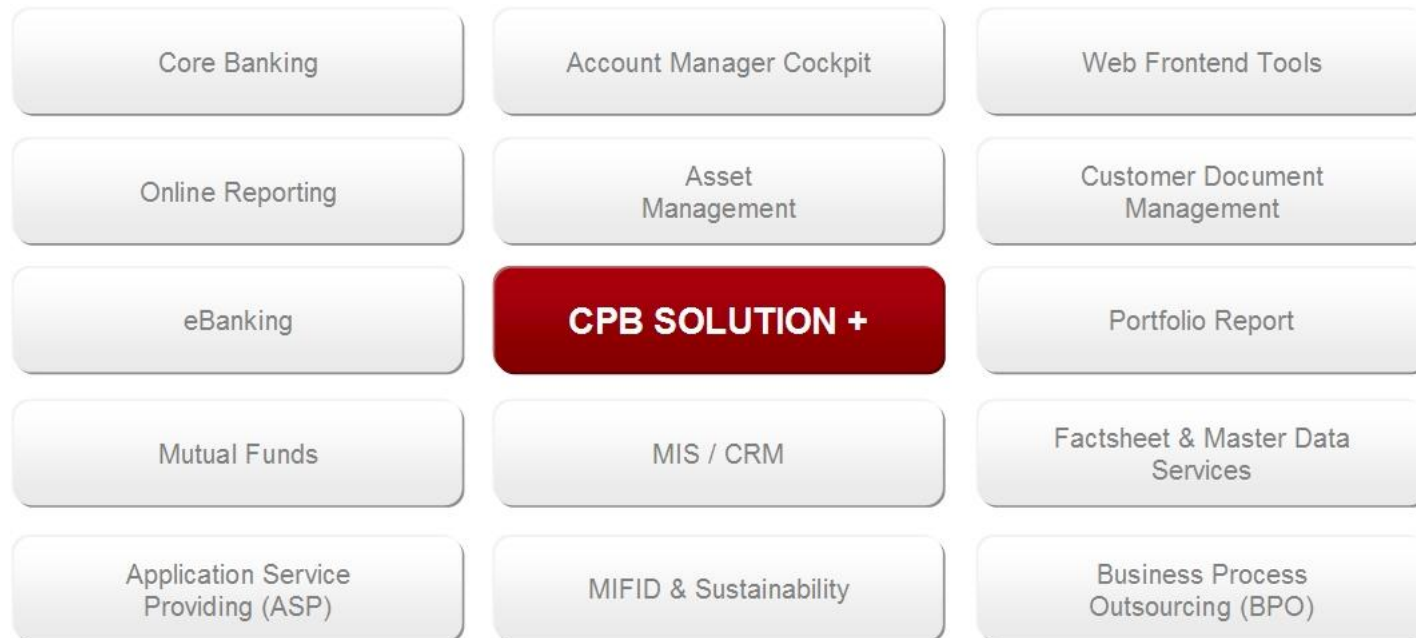 Core Banking
Account Manager Cockpit
Web Frontend Tools
Online Reporting
Asset
Management
Customer Document
Management
eBanking
CPB SOLUTION +
Portfolio Report
Mutual Funds
MIS / CRM
Factsheet & Master Data
Services
Application Service
Providing (ASP)
MIFID & Sustainability
Business Process
Outsourcing (BPO)